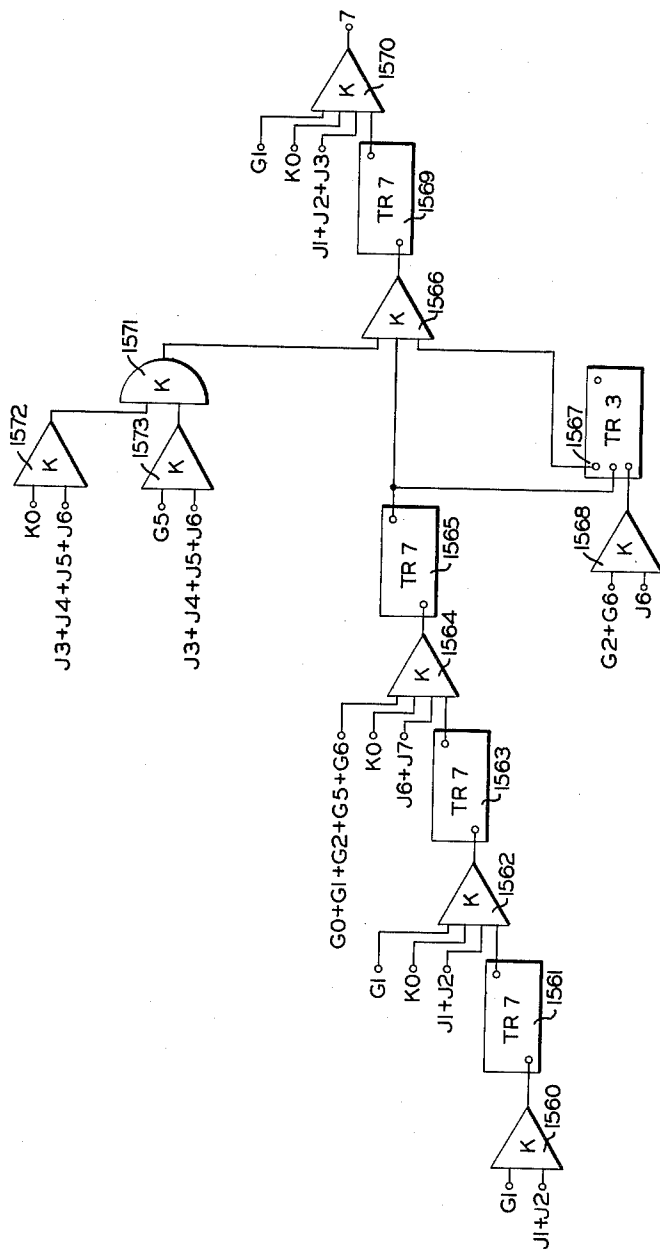 G1
J1+J2
K
1560
TR 7
1561
G1
K0
J1+J2
K
1562
TR 7
1563
G0+G1+G2+G5+G6
K0
J6+J7
K
1564
TR 7
1565
K0
J3+J4+J5+J6
K
1572
G5
J3+J4+J5+J6
K
1573
K
1571
G2+G6
J6
K
1568
TR 3
1567
K
1566
TR 7
1569
G1
K0
J1+J2+J3
K
1570
7